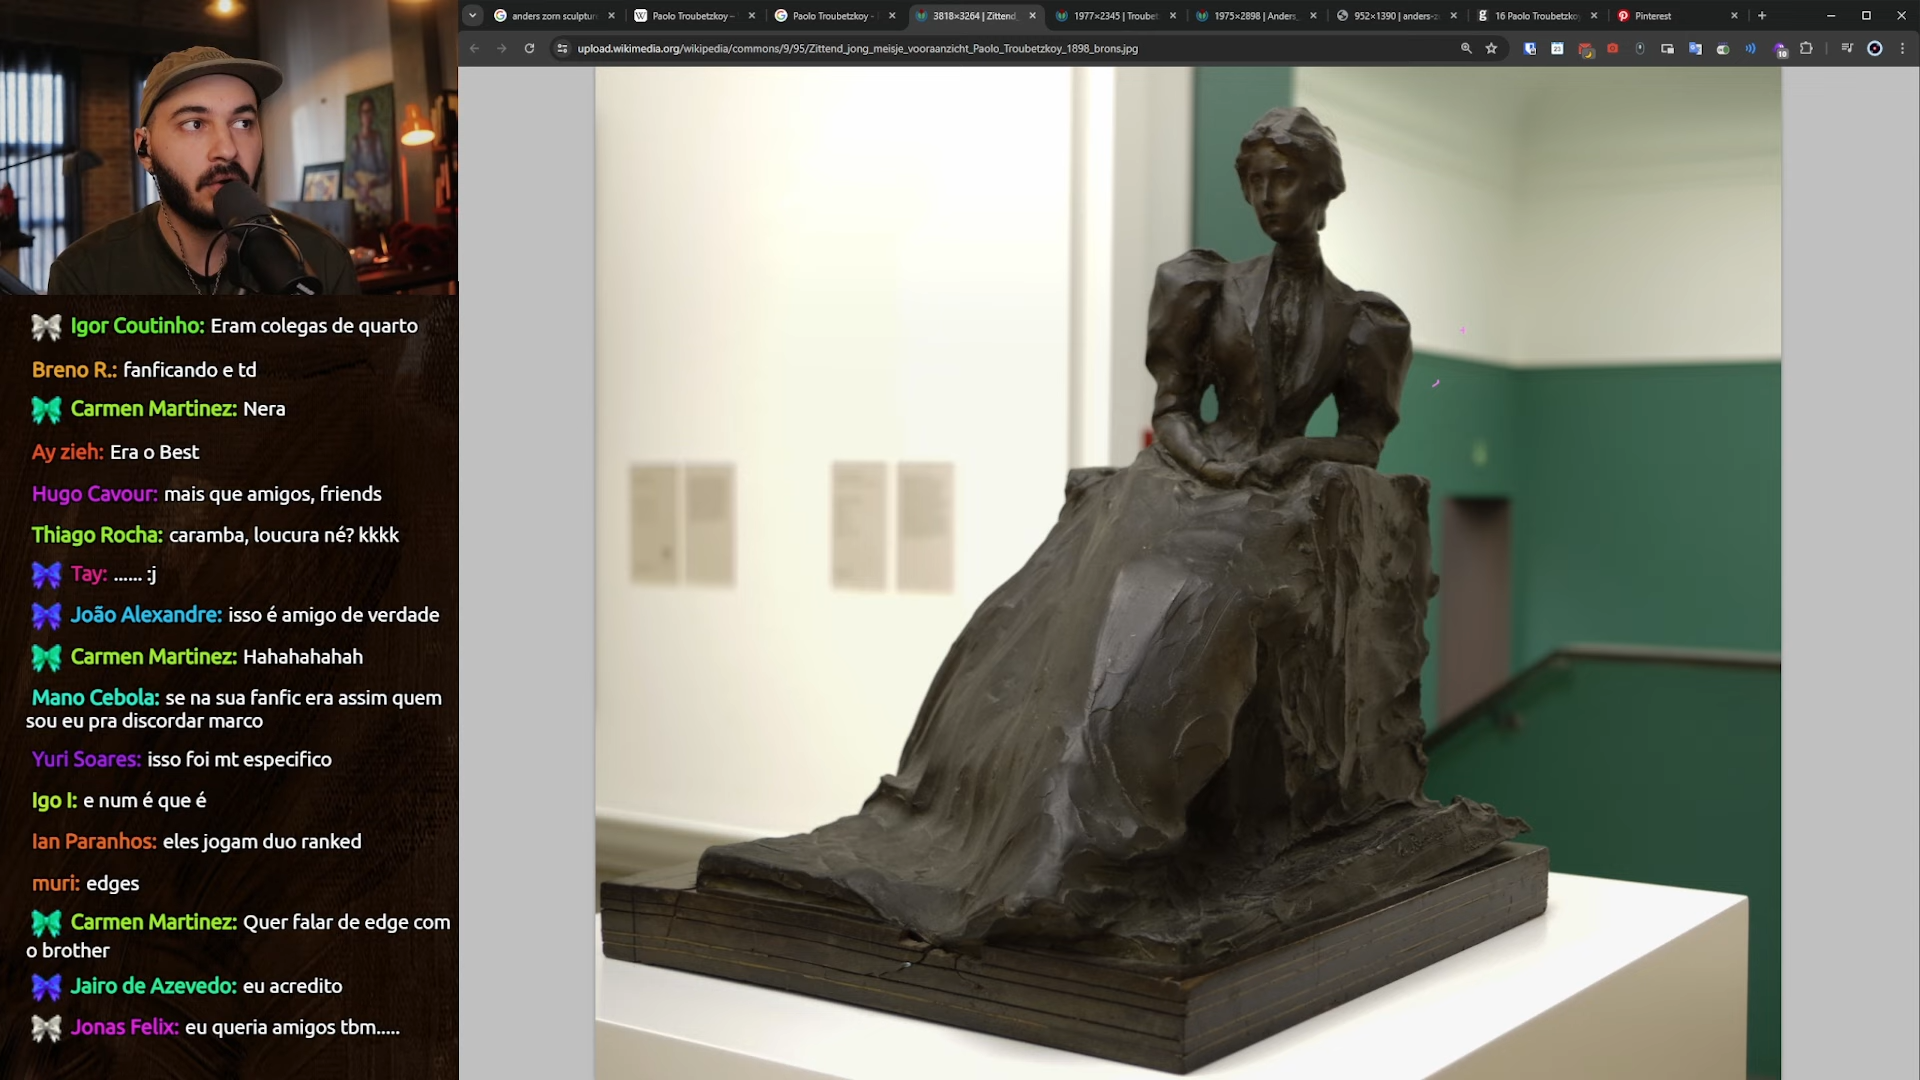 anders zorn sculptur
Paolo Troubetzkoy –
Paolo Troubetzkoy -
3818×3264 | Zittend_
1977×2345 | Troubet
1975×2898 | Anders_
952×1390 | anders-z
16 Paolo Troubetzko
Pinterest
upload.wikimedia.org/wikipedia/commons/9/95/Zittend_jong_meisje_vooraanzicht_Paolo_Troubetzkoy_1898_brons.jpg
23
10
Igor Coutinho: Eram colegas de quarto
Breno R.: fanficando e td
Carmen Martinez: Nera
Ay zieh: Era o Best
Hugo Cavour: mais que amigos, friends
Thiago Rocha: caramba, loucura né? kkkk
Tay: ...... :j
João Alexandre: isso é amigo de verdade
Carmen Martinez: Hahahahahah
Mano Cebola: se na sua fanfic era assim quem
sou eu pra discordar marco
Yuri Soares: isso foi mt especifico
Igo I: e num é que é
Ian Paranhos: eles jogam duo ranked
muri: edges
Carmen Martinez: Quer falar de edge com
o brother
Jairo de Azevedo: eu acredito
Jonas Felix: eu queria amigos tbm.....